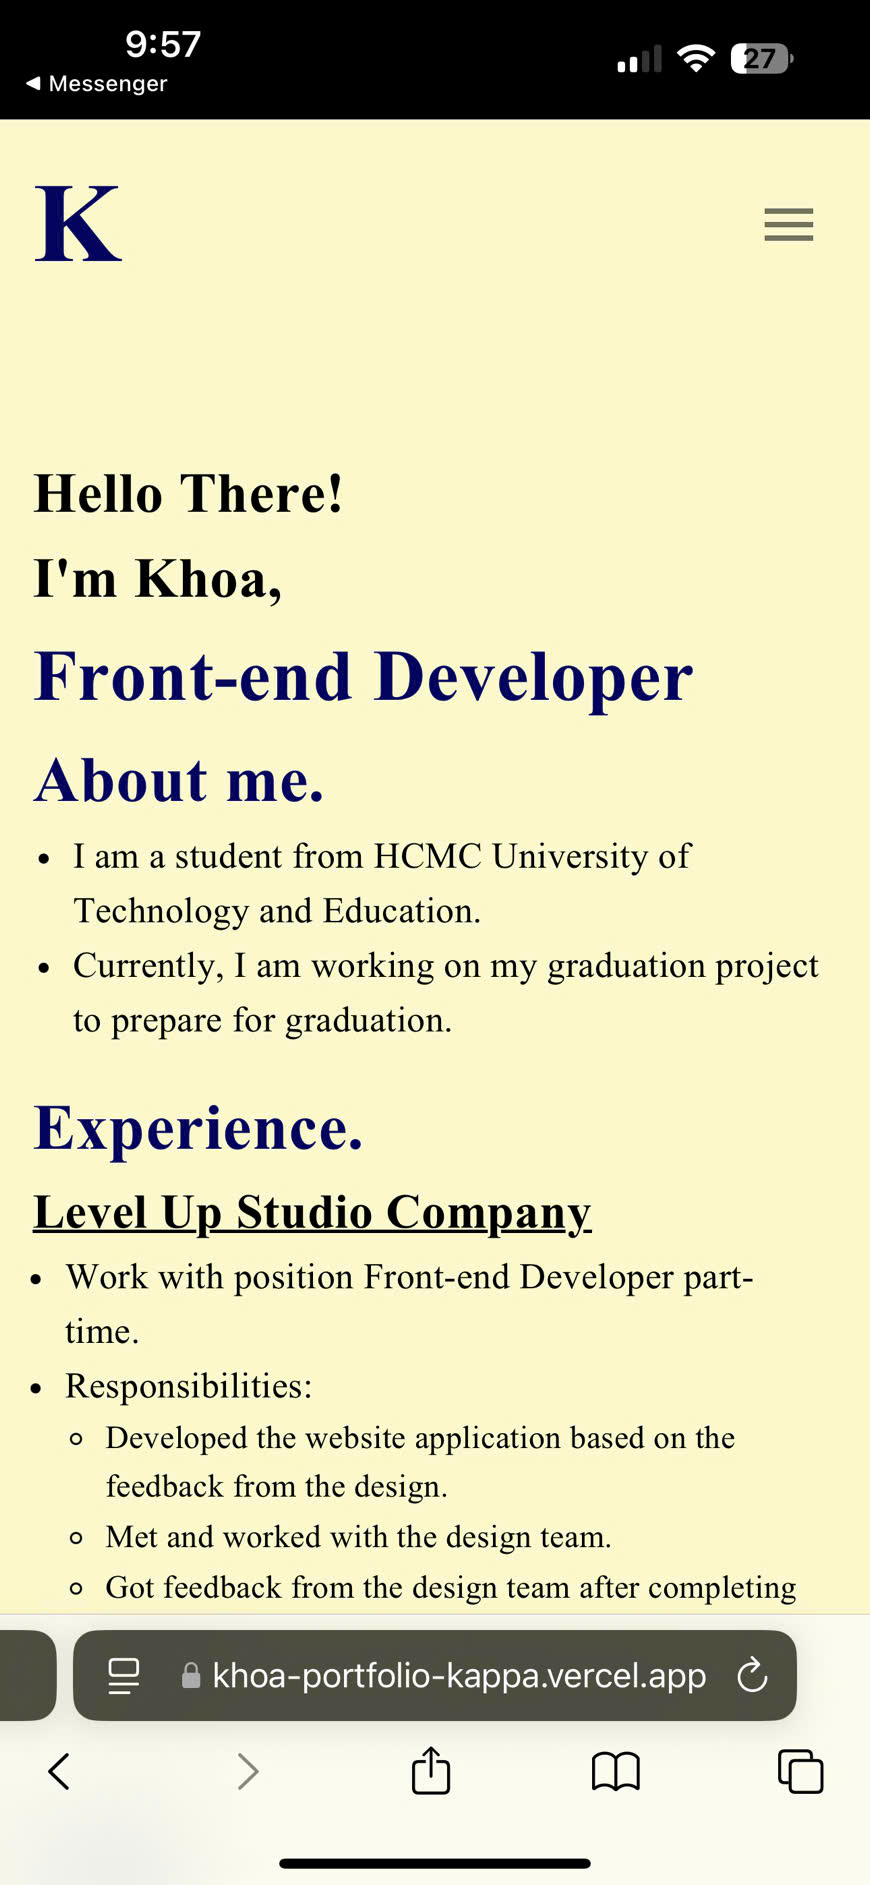 9:57
◀ Messenger
27
K
Hello There!
I'm Khoa,
Front-end Developer
About me.
• I am a student from HCMC University of
Technology and Education.
• Currently, I am working on my graduation project
to prepare for graduation.
Experience.
Level Up Studio Company
• Work with position Front-end Developer part-
time.
• Responsibilities:
○ Developed the website application based on the
feedback from the design.
○ Met and worked with the design team.
○ Got feedback from the design team after completing
khoa-portfolio-kappa.vercel.app